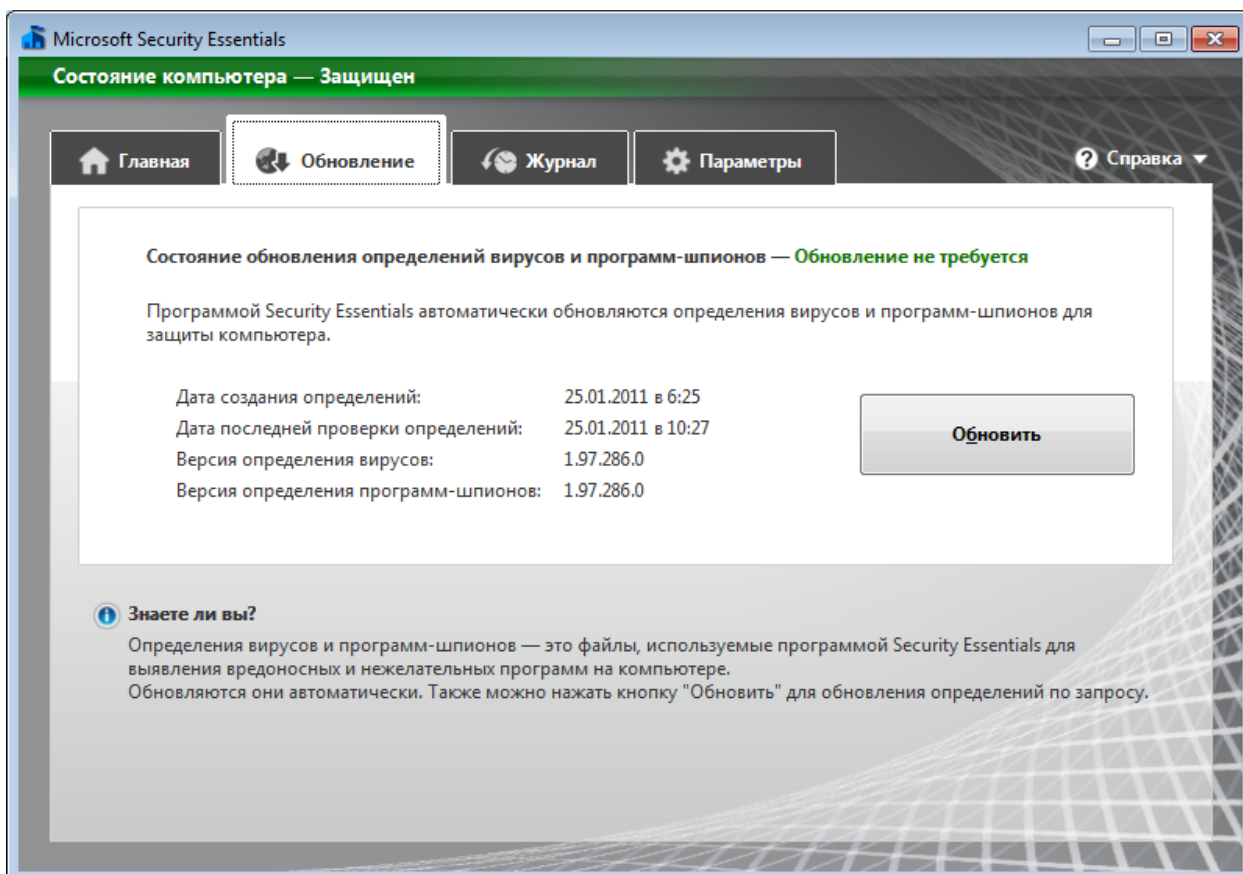 Microsoft Security Essentials
Состояние компьютера — Защищен
Главная
Обновление
Журнал
Параметры
Справка
Состояние обновления определений вирусов и программ-шпионов — Обновление не требуется
Программой Security Essentials автоматически обновляются определения вирусов и программ-шпионов для
защиты компьютера.
Дата создания определений: 25.01.2011 в 6:25
Дата последней проверки определений: 25.01.2011 в 10:27
Версия определения вирусов: 1.97.286.0
Версия определения программ-шпионов: 1.97.286.0
Обновить
Знаете ли вы?
Определения вирусов и программ-шпионов — это файлы, используемые программой Security Essentials для
выявления вредоносных и нежелательных программ на компьютере.
Обновляются они автоматически. Также можно нажать кнопку "Обновить" для обновления определений по запросу.